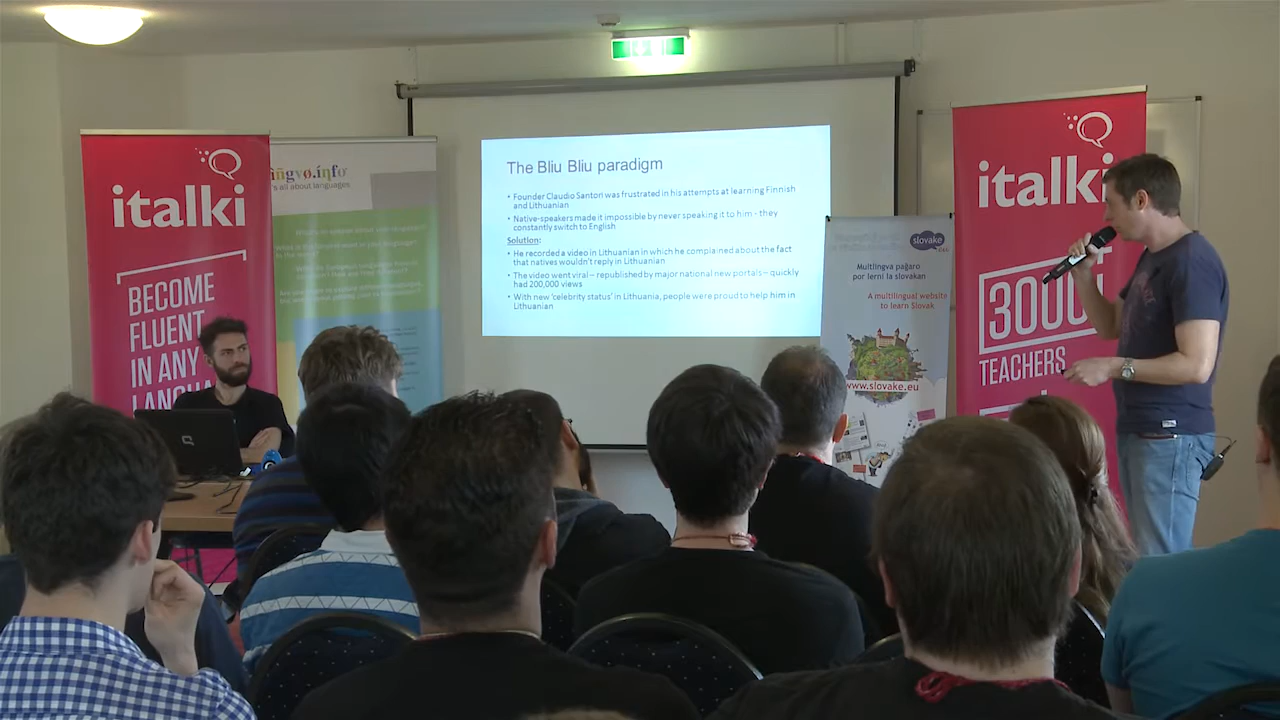 italki
BECOME
FLUENT
IN ANY
iñgvø.íηfo
s all about languages
The Bliu Bliu paradigm
• Founder Claudio Santori was frustrated in his attempts at learning Finnish
and Lithuanian
• Native-speakers made it impossible by never speaking it to him - they
constantly switch to English
Solution:
• He recorded a video in Lithuanian in which he complained about the fact
that natives wouldn't reply in Lithuanian
• The video went viral – republished by major national new portals – quickly
had 200,000 views
• With new 'celebrity status' in Lithuania, people were proud to help him in
Lithuanian
slovake
Multlingva paĝaro
por lerni la slovakan
A multilingual website
to learn Slovak
www.slovake.eu
italki
3000
TEACHERS